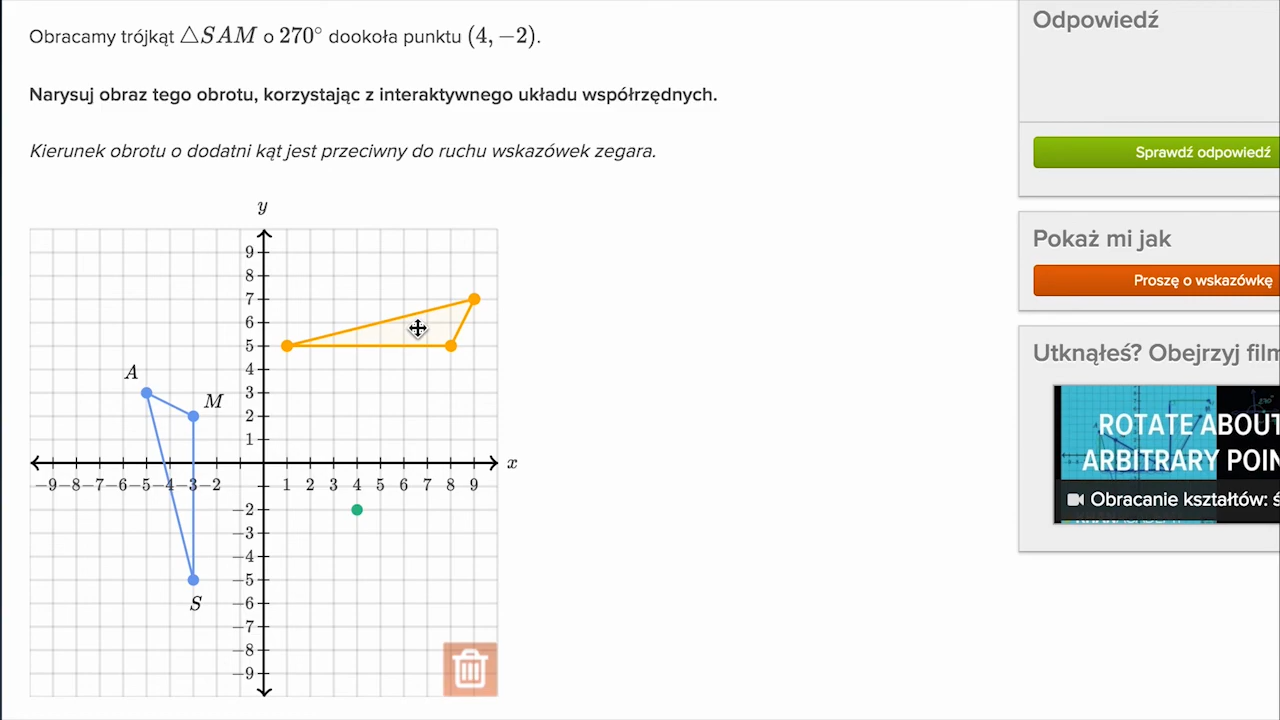 Obracamy trójkąt △SAM o 270° dookoła punktu (4, −2).
Narysuj obraz tego obrotu, korzystając z interaktywnego układu współrzędnych.
Kierunek obrotu o dodatni kąt jest przeciwny do ruchu wskazówek zegara.
y
9
8
7
6
5
4
3
2
1
A
M
−9 −8 −7 −6 −5 −4 −3 −2 1 2 3 4 5 6 7 8 9 x
−2
−3
−4
−5
−6
−7
−8
−9
S
Odpowiedź
Sprawdź odpowiedź
Pokaż mi jak
Proszę o wskazówkę
Utknąłeś? Obejrzyj film
ROTATE ABOUT
ARBITRARY POIN
Obracanie kształtów: ś